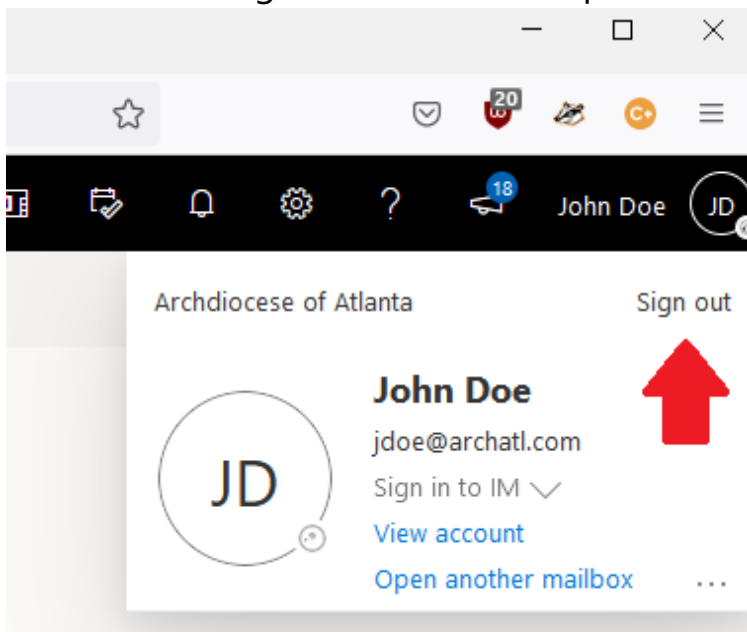 20
C+
? 18 John Doe JD
Archdiocese of Atlanta Sign out
John Doe
jdoe@archatl.com
JD
Sign in to IM
View account
Open another mailbox ...